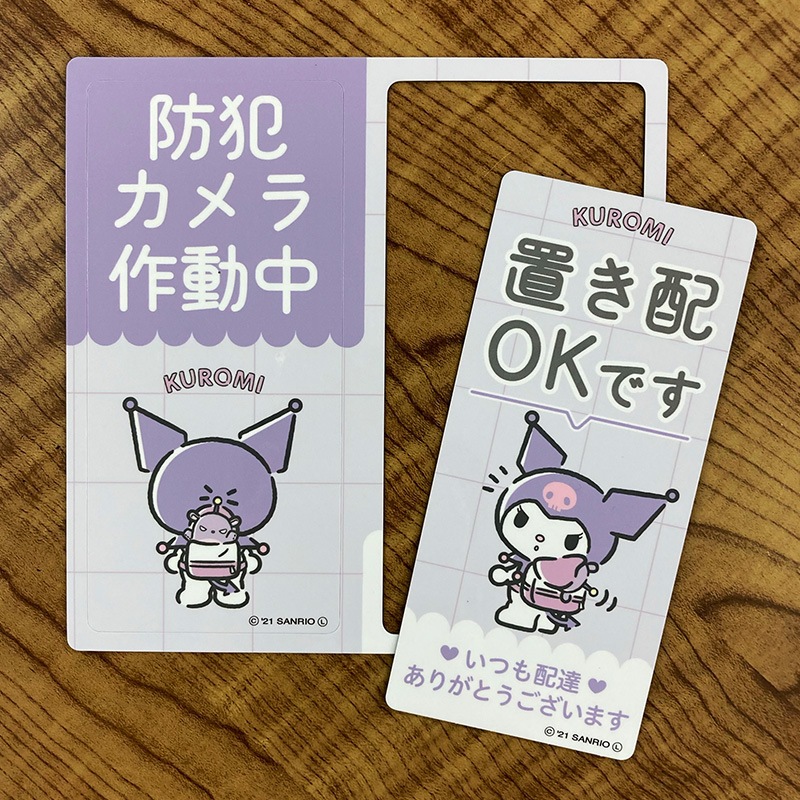 防犯
カメラ
作動中
KUROMI
©'21 SANRIO Ⓛ
KUROMI
置き配
OKです
♥いつも配達♥
ありがとうございます
©'21 SANRIO Ⓛ